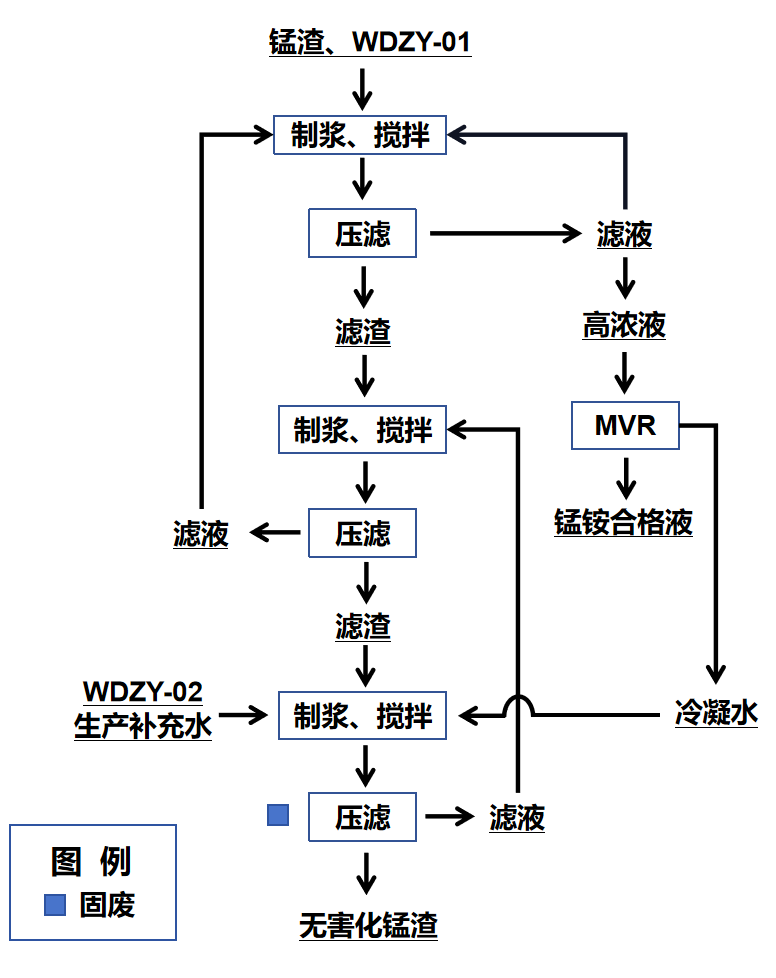 锰渣、WDZY-01
制浆、搅拌
压滤
滤液
滤渣
高浓液
MVR
制浆、搅拌
锰铵合格液
滤液
压滤
滤渣
WDZY-02
生产补充水
制浆、搅拌
冷凝水
压滤
滤液
图 例
固废
无害化锰渣